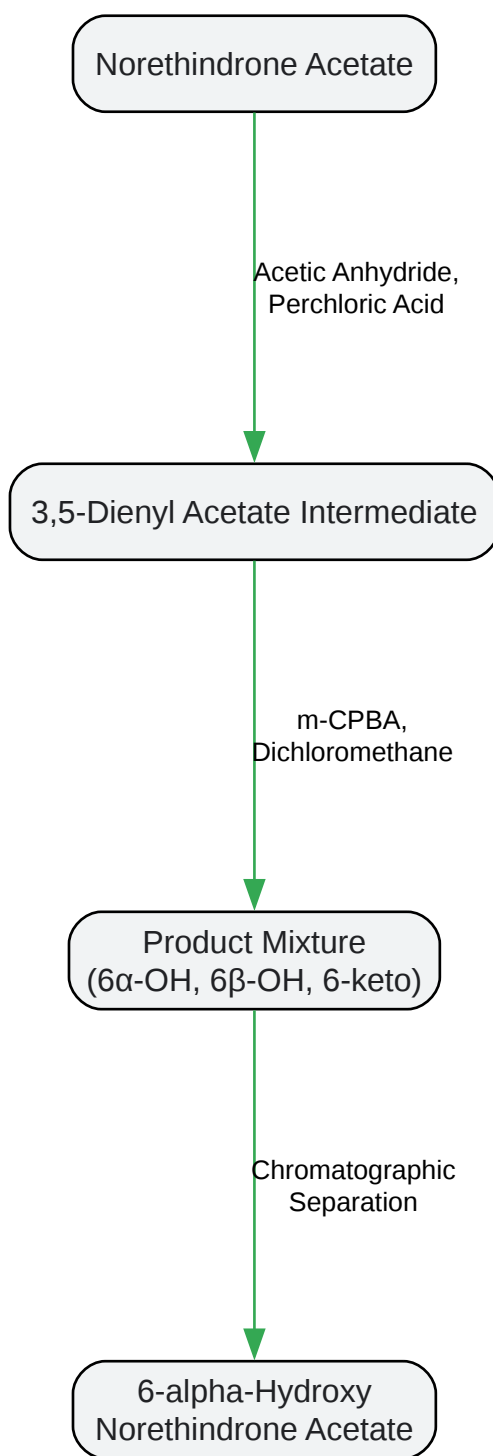 Norethindrone Acetate
Acetic Anhydride,
Perchloric Acid
3,5-Dienyl Acetate Intermediate
m-CPBA,
Dichloromethane
Product Mixture
(6α-OH, 6β-OH, 6-keto)
Chromatographic
Separation
6-alpha-Hydroxy
Norethindrone Acetate